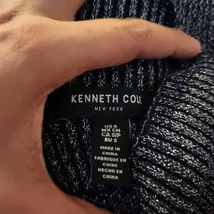 KENNETH COLE
NEW YORK
US S
MX CH
CA S/P
EU S
MADE IN
CHINA
FABRIQUÉ EN
CHINE
HECHO EN
CHINA